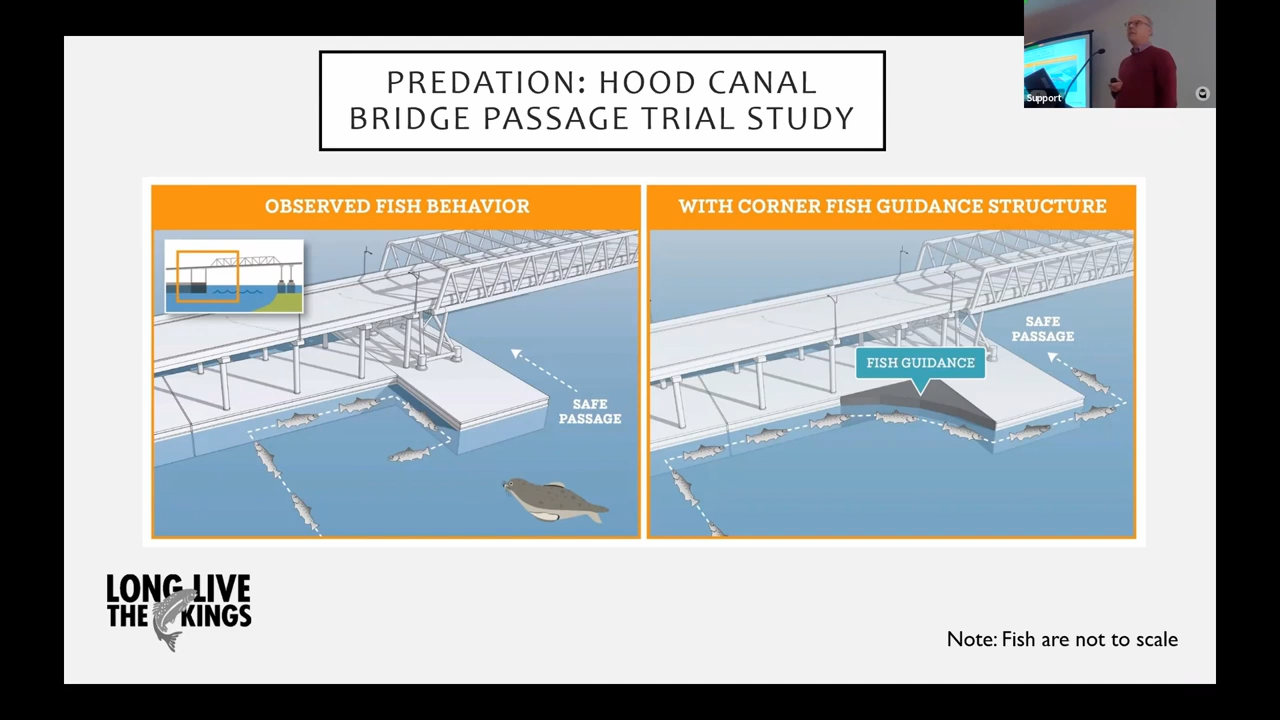 PREDATION: HOOD CANAL
BRIDGE PASSAGE TRIAL STUDY
Support
OBSERVED FISH BEHAVIOR
SAFE
PASSAGE
WITH CORNER FISH GUIDANCE STRUCTURE
SAFE
PASSAGE
FISH GUIDANCE
LONG LIVE
THE KINGS
Note: Fish are not to scale